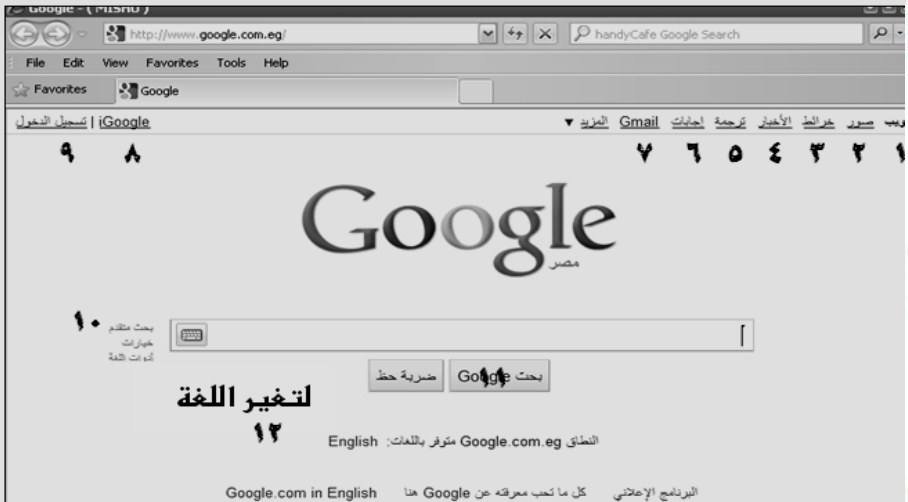 Google - ( MISHO )
http://www.google.com.eg/
handyCafe Google Search
File Edit View Favorites Tools Help
Favorites Google
ويب صور خرائط الأخبار ترجمة إجابات Gmail المزيد ▼ iGoogle | تسجيل الدخول
١ ٢ ٣ ٤ ٥ ٦ ٧ ٨ ٩
Google
مصر
١٠ بحث متقدم
خيارات
أدوات اللغة
بحث Google ضربة حظ
١١
لتغير اللغة
١٢
النطاق Google.com.eg متوفر باللغات: English
البرنامج الإعلاني كل ما تحب معرفته عن Google هنا Google.com in English